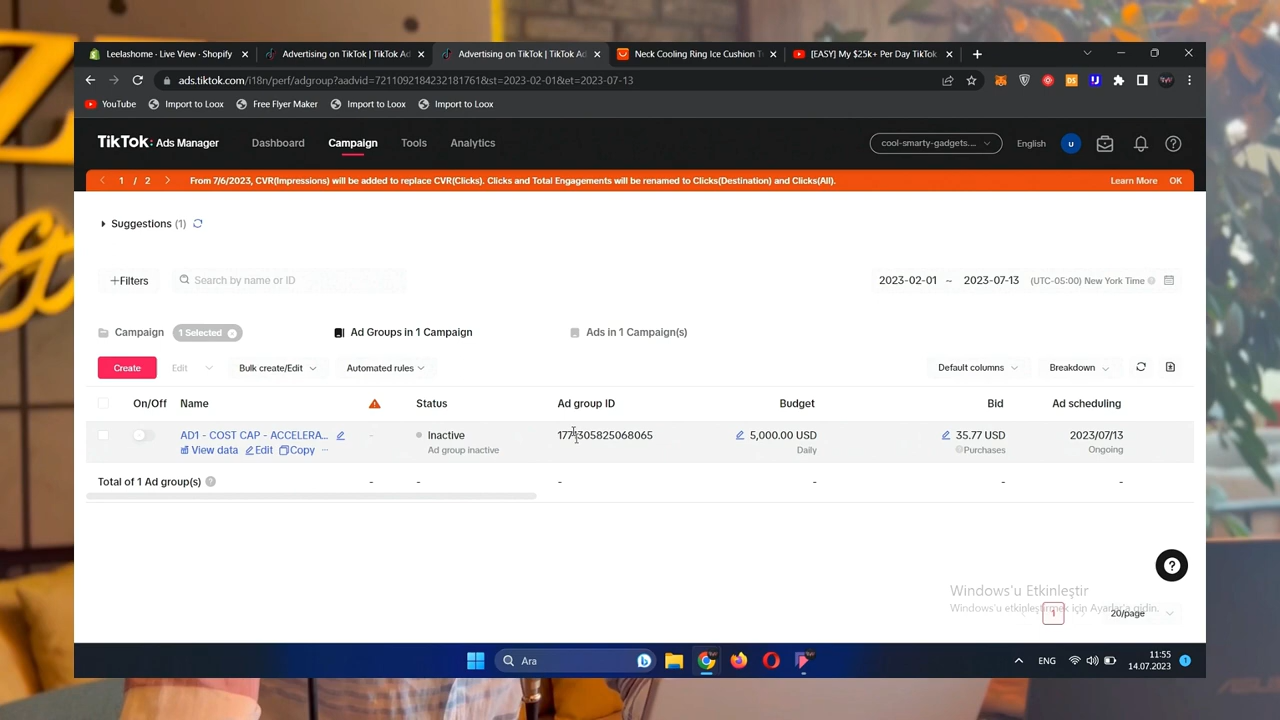 Leelashome - Live View - Shopify
Advertising on TikTok | TikTok Ad
Advertising on TikTok | TikTok Ad
Neck Cooling Ring Ice Cushion T
[EASY] My $25k+ Per Day TikTok
ads.tiktok.com/i18n/perf/adgroup?aadvid=7211092184232181761&st=2023-02-01&et=2023-07-13
YouTube
Import to Loox
Free Flyer Maker
Import to Loox
Import to Loox
TikTok: Ads Manager
Dashboard
Campaign
Tools
Analytics
cool-smarty-gadgets....
English
u
1 / 2
From 7/6/2023, CVR(Impressions) will be added to replace CVR(Clicks). Clicks and Total Engagements will be renamed to Clicks(Destination) and Clicks(All).
Learn More
OK
Suggestions (1)
+Filters
Search by name or ID
2023-02-01 ~ 2023-07-13 (UTC-05:00) New York Time
Campaign
1 Selected
Ad Groups in 1 Campaign
Ads in 1 Campaign(s)
Create
Edit
Bulk create/Edit
Automated rules
Default columns
Breakdown
On/Off
Name
Status
Ad group ID
Budget
Bid
Ad scheduling
AD1 - COST CAP - ACCELERA...
-
Inactive
5,000.00 USD
35.77 USD
2023/07/13
View data
Edit
Copy
...
Ad group inactive
Daily
Purchases
Ongoing
Total of 1 Ad group(s)
-
-
-
-
-
-
Windows'u Etkinleştir
Windows'u etkinleştirmek için Ayarlar'a gidin.
1
20/page
Ara
ENG
11:55
14.07.2023
1